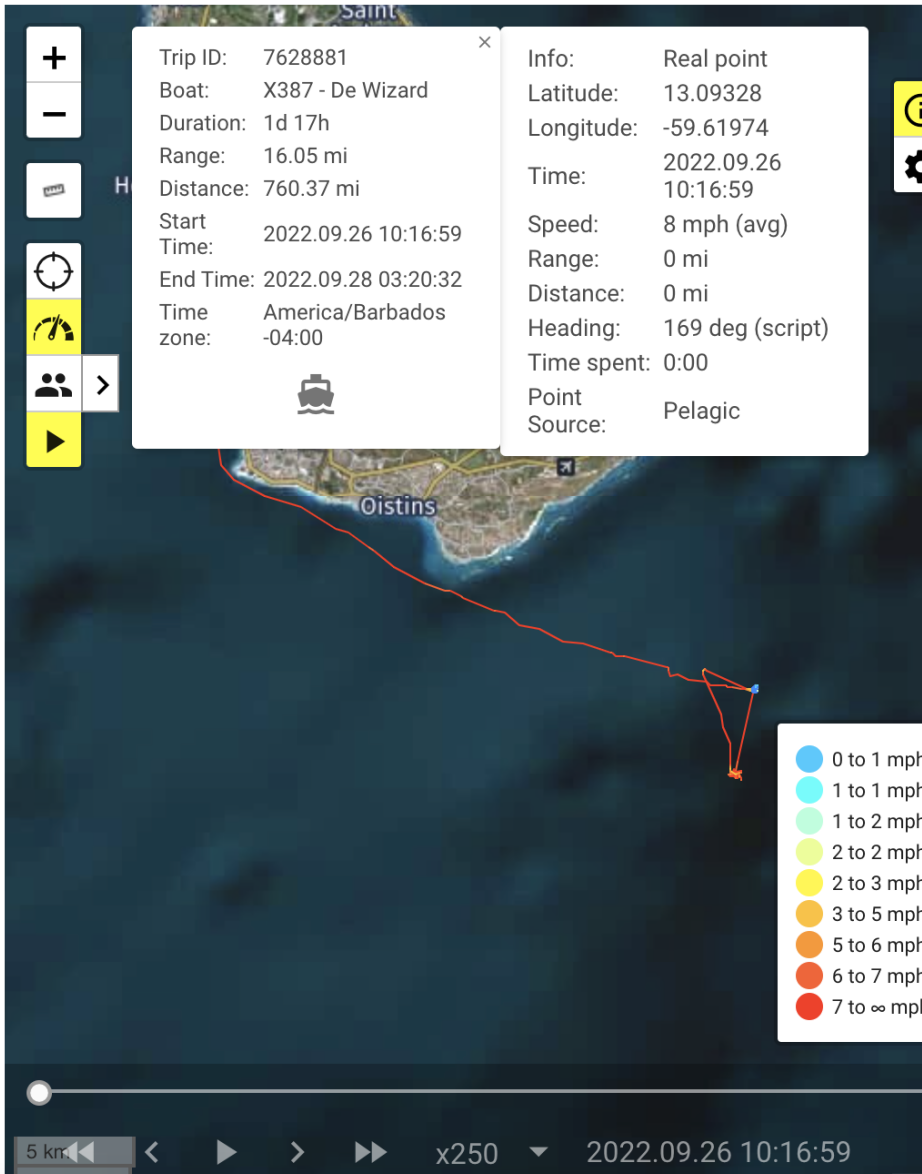 Saint
Trip ID: 7628881
Boat: X387 - De Wizard
Duration: 1d 17h
Range: 16.05 mi
Distance: 760.37 mi
Start Time: 2022.09.26 10:16:59
End Time: 2022.09.28 03:20:32
Time zone: America/Barbados -04:00
Info: Real point
Latitude: 13.09328
Longitude: -59.61974
Time: 2022.09.26 10:16:59
Speed: 8 mph (avg)
Range: 0 mi
Distance: 0 mi
Heading: 169 deg (script)
Time spent: 0:00
Point Source: Pelagic
Oistins
0 to 1 mph
1 to 1 mph
1 to 2 mph
2 to 2 mph
2 to 3 mph
3 to 5 mph
5 to 6 mph
6 to 7 mph
7 to ∞ mph
5 km
x250
2022.09.26 10:16:59